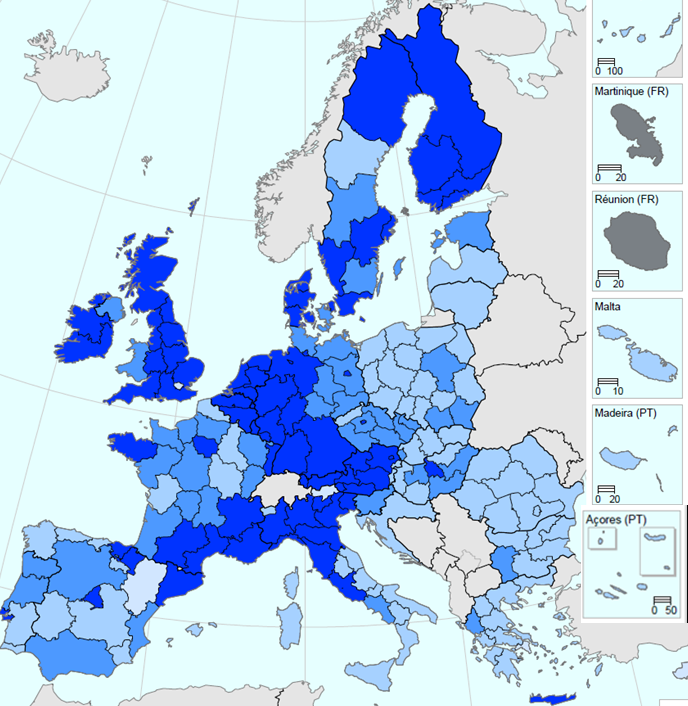 0 100
Martinique (FR)
0 20
Réunion (FR)
0 20
Malta
0 10
Madeira (PT)
0 20
Açores (PT)
0 50